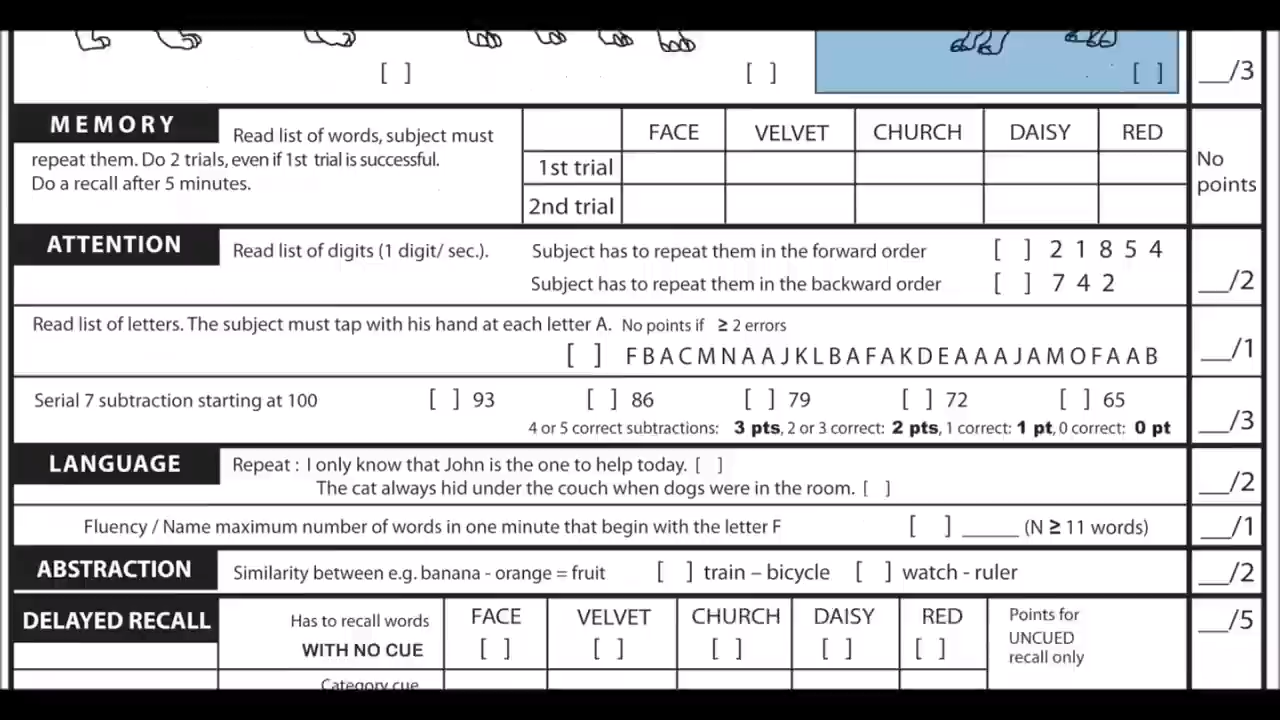 [ ] [ ] [ ] __/3
MEMORY Read list of words, subject must
repeat them. Do 2 trials, even if 1st trial is successful.
Do a recall after 5 minutes.
FACE VELVET CHURCH DAISY RED
1st trial
2nd trial
No
points
ATTENTION Read list of digits (1 digit/ sec.). Subject has to repeat them in the forward order [ ] 2 1 8 5 4
Subject has to repeat them in the backward order [ ] 7 4 2 __/2
Read list of letters. The subject must tap with his hand at each letter A. No points if ≥ 2 errors
[ ] F B A C M N A A J K L B A F A K D E A A A J A M O F A A B __/1
Serial 7 subtraction starting at 100 [ ] 93 [ ] 86 [ ] 79 [ ] 72 [ ] 65
4 or 5 correct subtractions: 3 pts, 2 or 3 correct: 2 pts, 1 correct: 1 pt, 0 correct: 0 pt __/3
LANGUAGE Repeat : I only know that John is the one to help today. [ ]
The cat always hid under the couch when dogs were in the room. [ ] __/2
Fluency / Name maximum number of words in one minute that begin with the letter F [ ] _____ (N ≥ 11 words) __/1
ABSTRACTION Similarity between e.g. banana - orange = fruit [ ] train – bicycle [ ] watch - ruler __/2
DELAYED RECALL Has to recall words
WITH NO CUE
FACE VELVET CHURCH DAISY RED
[ ] [ ] [ ] [ ] [ ]
Points for
UNCUED
recall only
__/5
Category cue